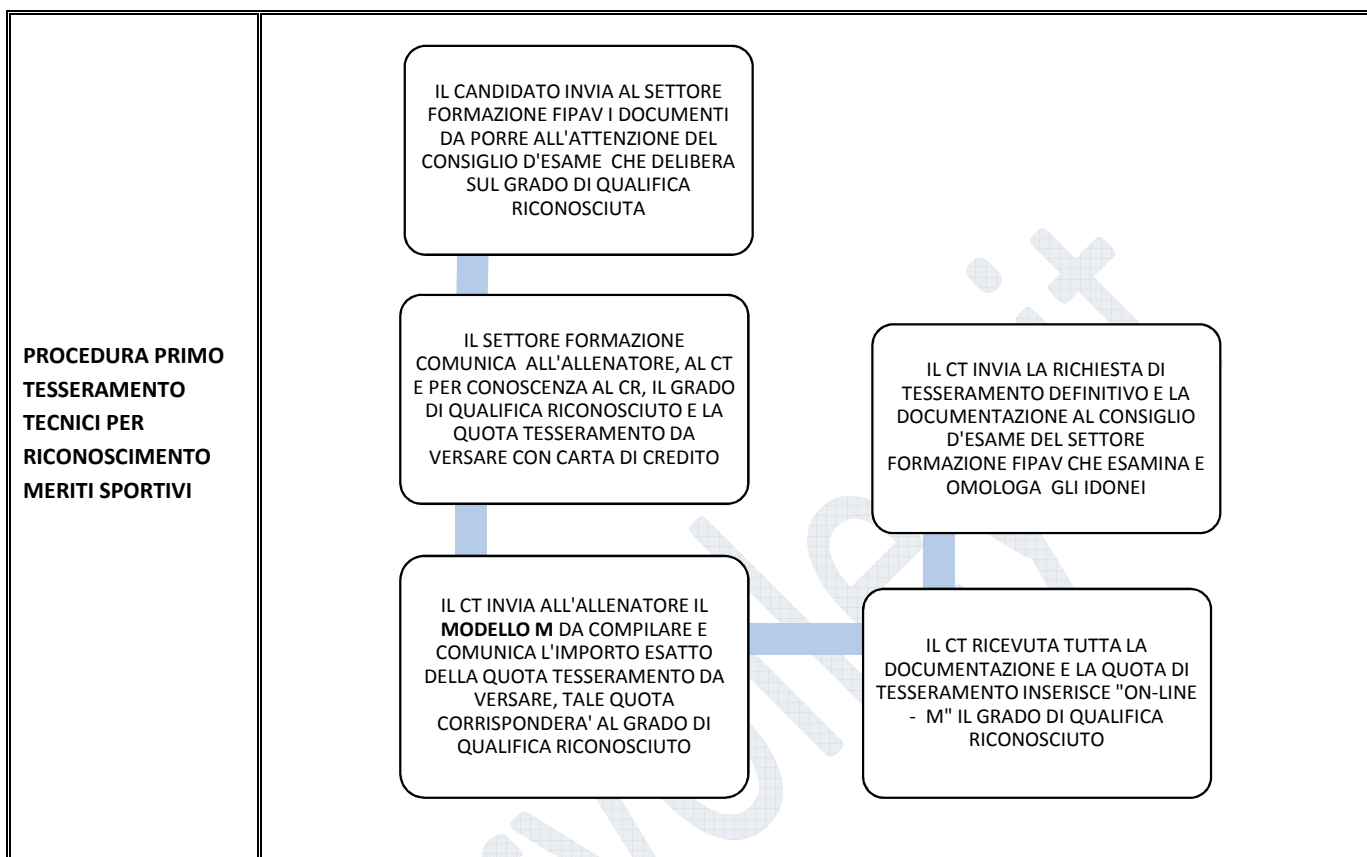 PROCEDURA PRIMO
TESSERAMENTO
TECNICI PER
RICONOSCIMENTO
MERITI SPORTIVI
IL CANDIDATO INVIA AL SETTORE
FORMAZIONE FIPAV I DOCUMENTI
DA PORRE ALL'ATTENZIONE DEL
CONSIGLIO D'ESAME CHE DELIBERA
SUL GRADO DI QUALIFICA
RICONOSCIUTA
IL SETTORE FORMAZIONE
COMUNICA ALL'ALLENATORE, AL CT
E PER CONOSCENZA AL CR, IL GRADO
DI QUALIFICA RICONOSCIUTO E LA
QUOTA TESSERAMENTO DA
VERSARE CON CARTA DI CREDITO
IL CT INVIA ALL'ALLENATORE IL
MODELLO M DA COMPILARE E
COMUNICA L'IMPORTO ESATTO
DELLA QUOTA TESSERAMENTO DA
VERSARE, TALE QUOTA
CORRISPONDERA' AL GRADO DI
QUALIFICA RICONOSCIUTO
IL CT RICEVUTA TUTTA LA
DOCUMENTAZIONE E LA QUOTA DI
TESSERAMENTO INSERISCE "ON-LINE
- M" IL GRADO DI QUALIFICA
RICONOSCIUTO
IL CT INVIA LA RICHIESTA DI
TESSERAMENTO DEFINITIVO E LA
DOCUMENTAZIONE AL CONSIGLIO
D'ESAME DEL SETTORE
FORMAZIONE FIPAV CHE ESAMINA E
OMOLOGA GLI IDONEI